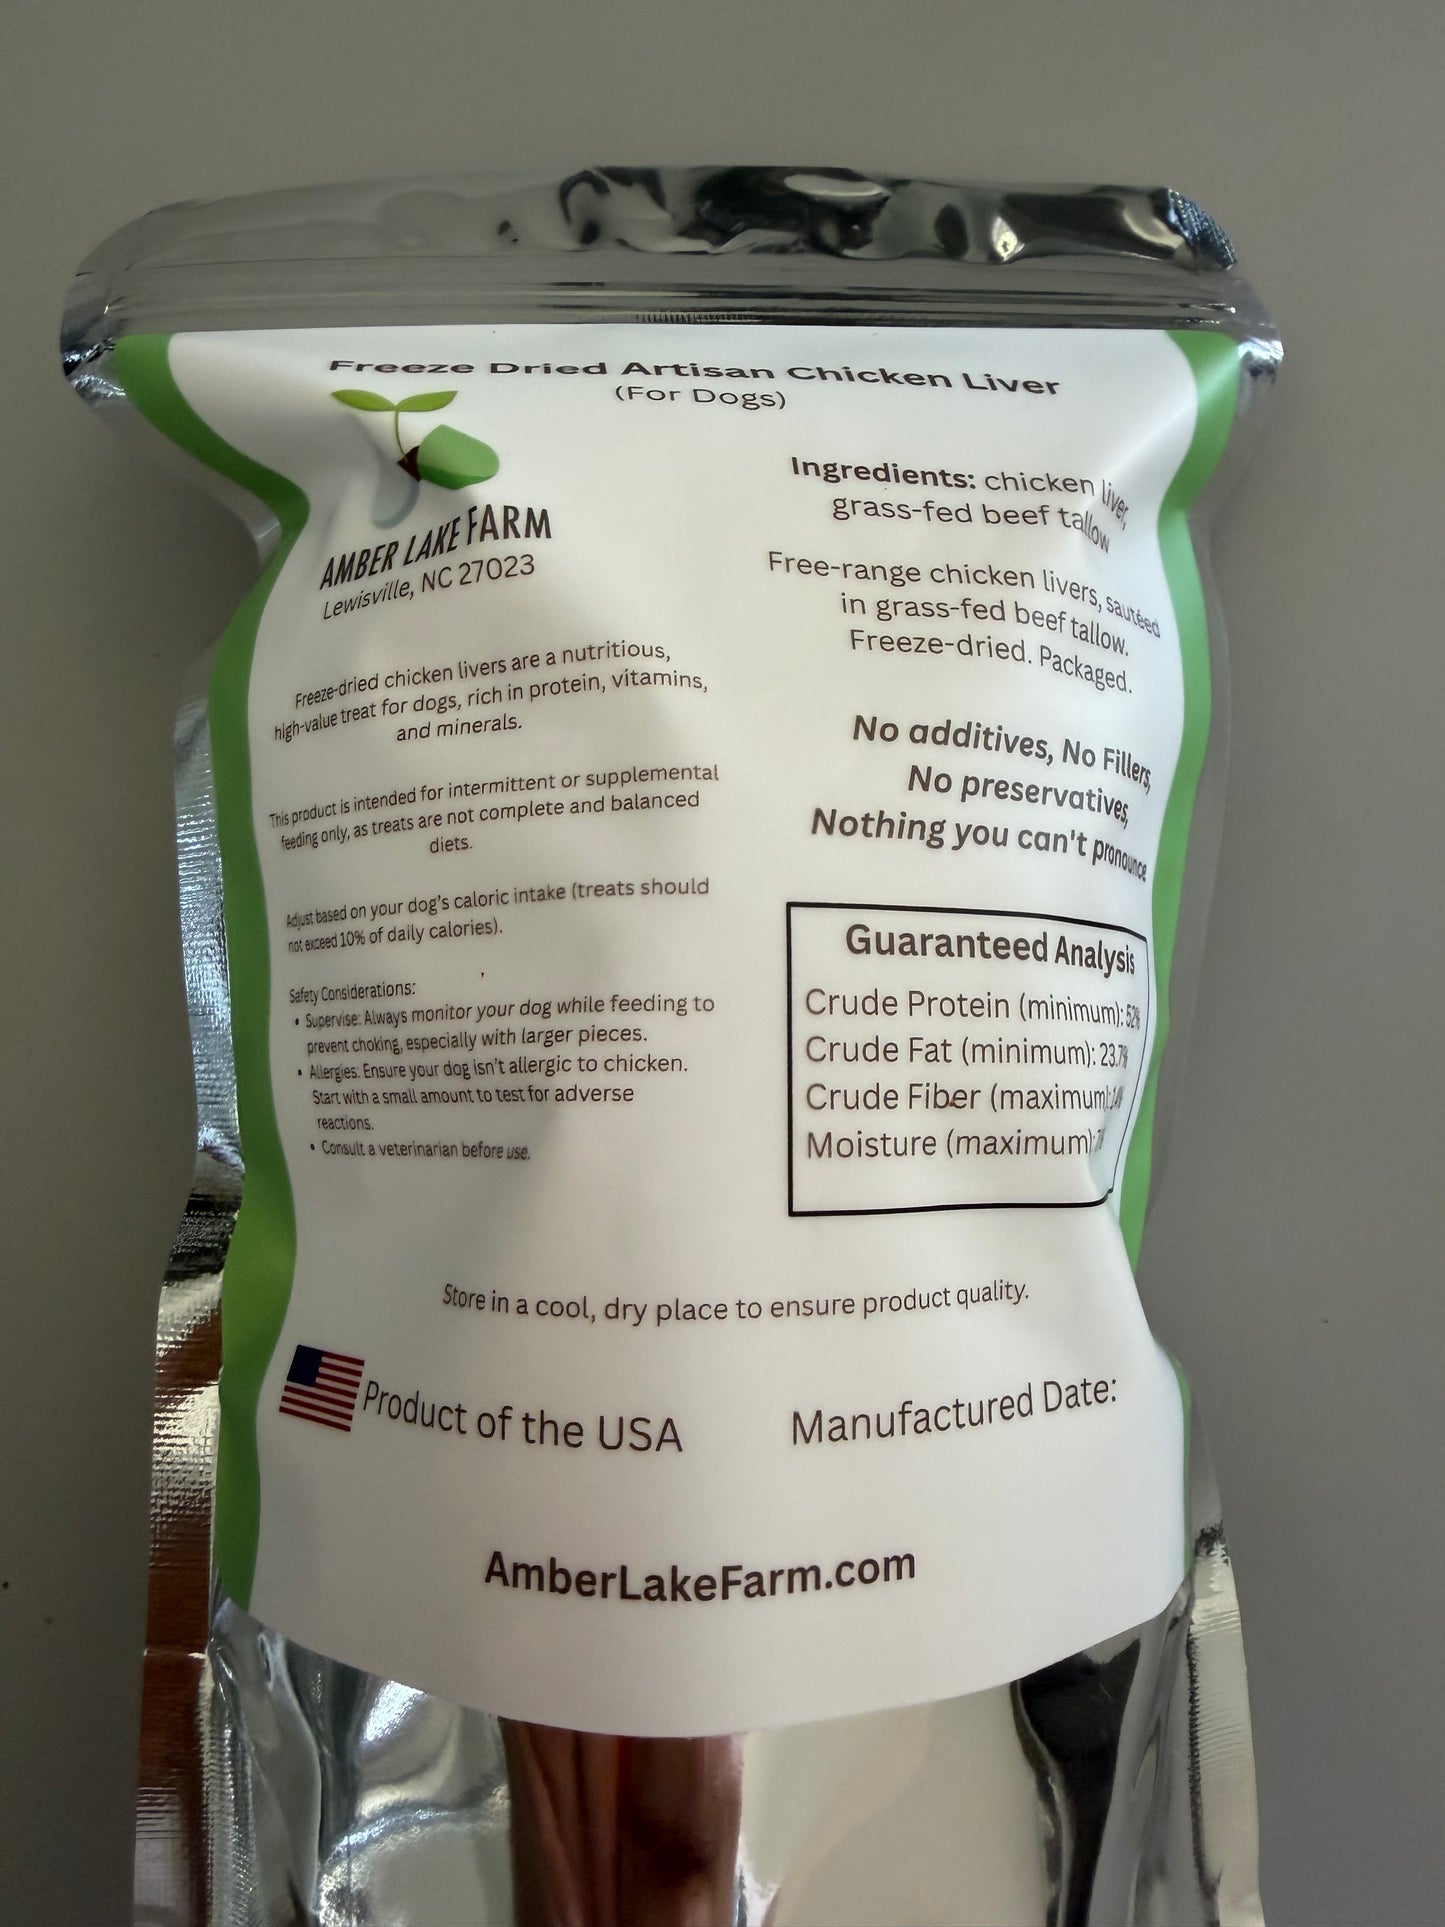 Freeze Dried Artisan Chicken Liver
(For Dogs)
AMBER LAKE FARM
Lewisville, NC 27023
Freeze-dried chicken livers are a nutritious,
high-value treat for dogs, rich in protein, vitamins,
and minerals.
This product is intended for intermittent or supplemental
feeding only, as treats are not complete and balanced
diets.
Adjust based on your dog's caloric intake (treats should
not exceed 10% of daily calories).
Safety Considerations:
• Supervise: Always monitor your dog while feeding to
prevent choking, especially with larger pieces.
• Allergies: Ensure your dog isn't allergic to chicken.
Start with a small amount to test for adverse
reactions.
• Consult a veterinarian before use.
Ingredients: chicken liver,
grass-fed beef tallow
Free-range chicken livers, sautéed
in grass-fed beef tallow.
Freeze-dried. Packaged.
No additives, No Fillers,
No preservatives,
Nothing you can't pronounce
Guaranteed Analysis
Crude Protein (minimum): 52%
Crude Fat (minimum): 23.7%
Crude Fiber (maximum):
Moisture (maximum):
Store in a cool, dry place to ensure product quality.
Product of the USA
Manufactured Date:
AmberLakeFarm.com